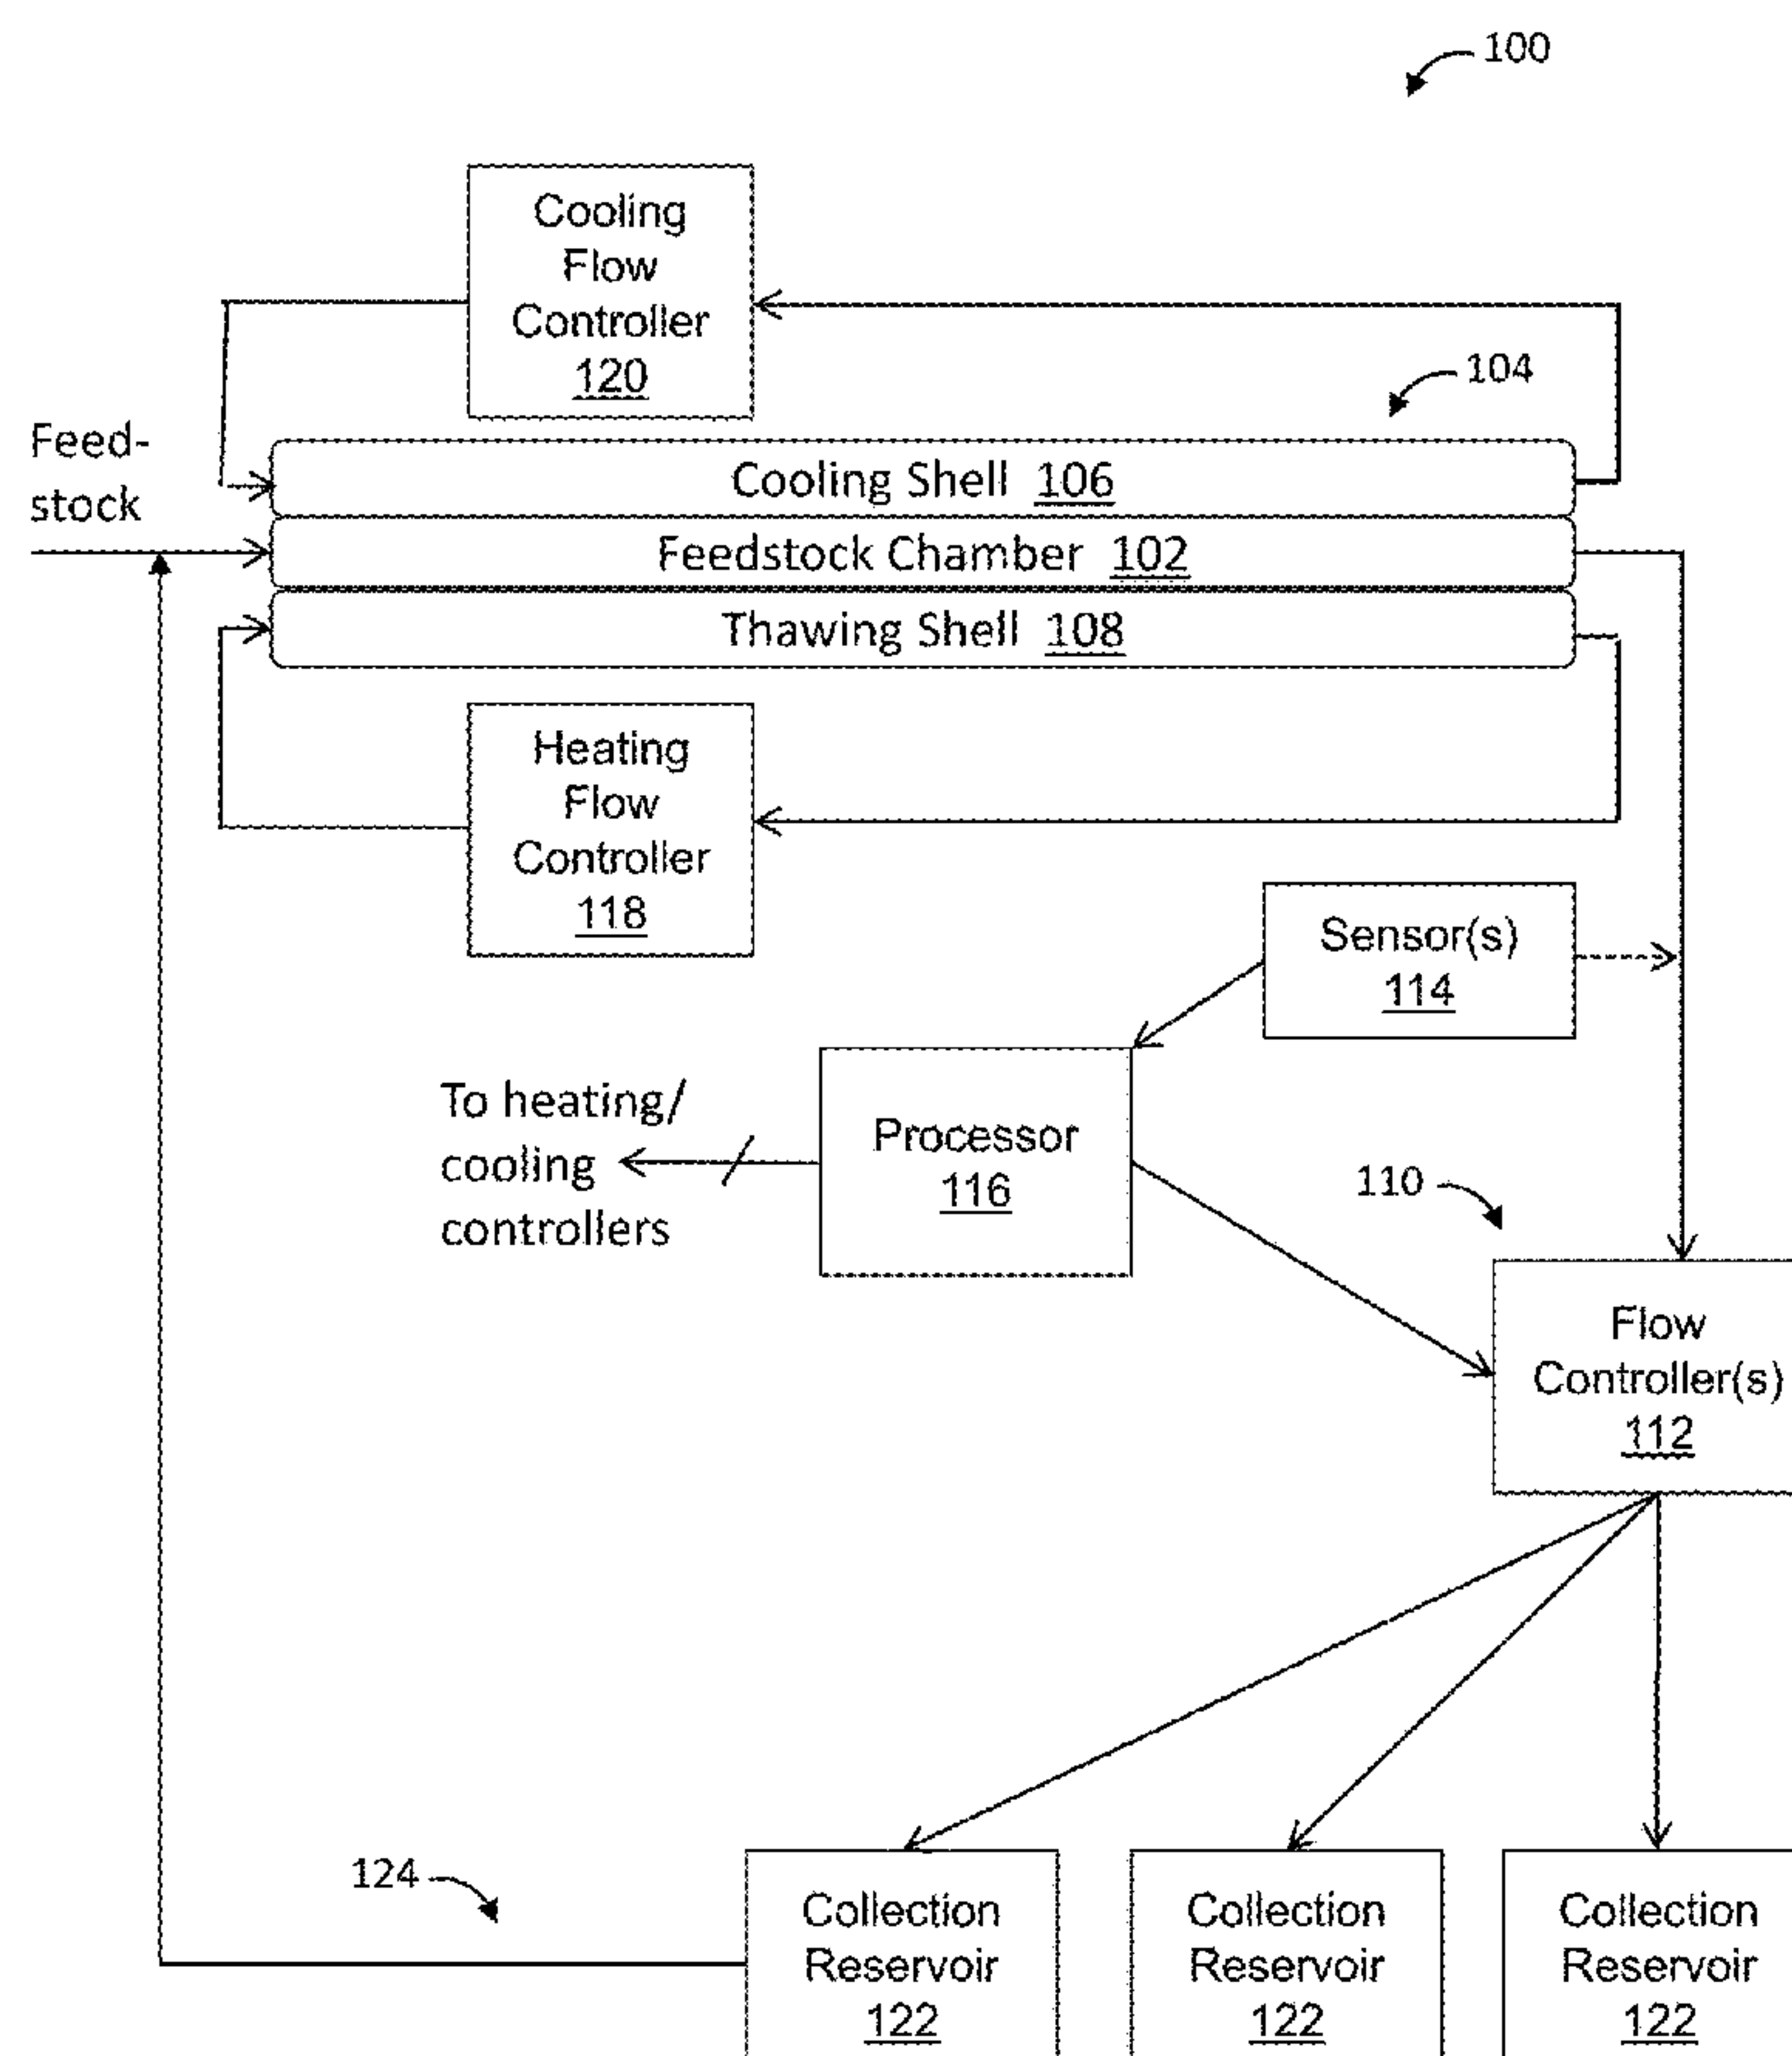 100
Cooling
Flow
Controller
120
104
Feed-
stock
Cooling Shell 106
Feedstock Chamber 102
Thawing Shell 108
Heating
Flow
Controller
118
Sensor(s)
114
To heating/
cooling
controllers
Processor
116
110
Flow
Controller(s)
112
124
Collection
Reservoir
122
Collection
Reservoir
122
Collection
Reservoir
122